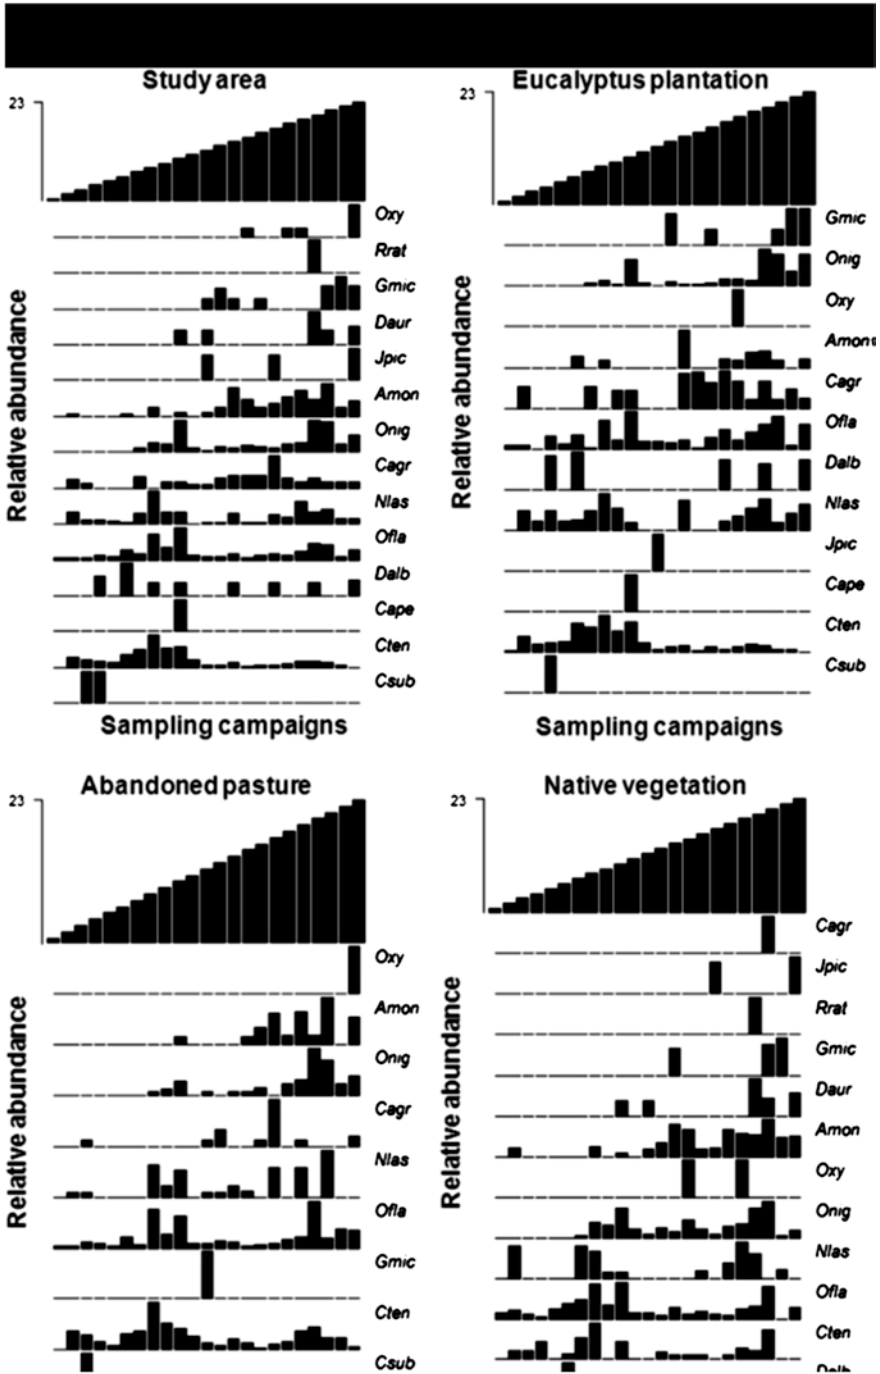 Study area
23
Oxy
Rrat
Gmic
Daur
Jpic
Amon
Onig
Cagr
Nlas
Ofla
Dalb
Cape
Cten
Csub
Relative abundance
Sampling campaigns
Eucalyptus plantation
23
Gmic
Onig
Oxy
Amon
Cagr
Ofla
Dalb
Nlas
Jpic
Cape
Cten
Csub
Relative abundance
Sampling campaigns
Abandoned pasture
23
Oxy
Amon
Onig
Cagr
Nlas
Ofla
Gmic
Cten
Csub
Relative abundance
Native vegetation
23
Cagr
Jpic
Rrat
Gmic
Daur
Amon
Oxy
Onig
Nlas
Ofla
Cten
Dalb
Relative abundance